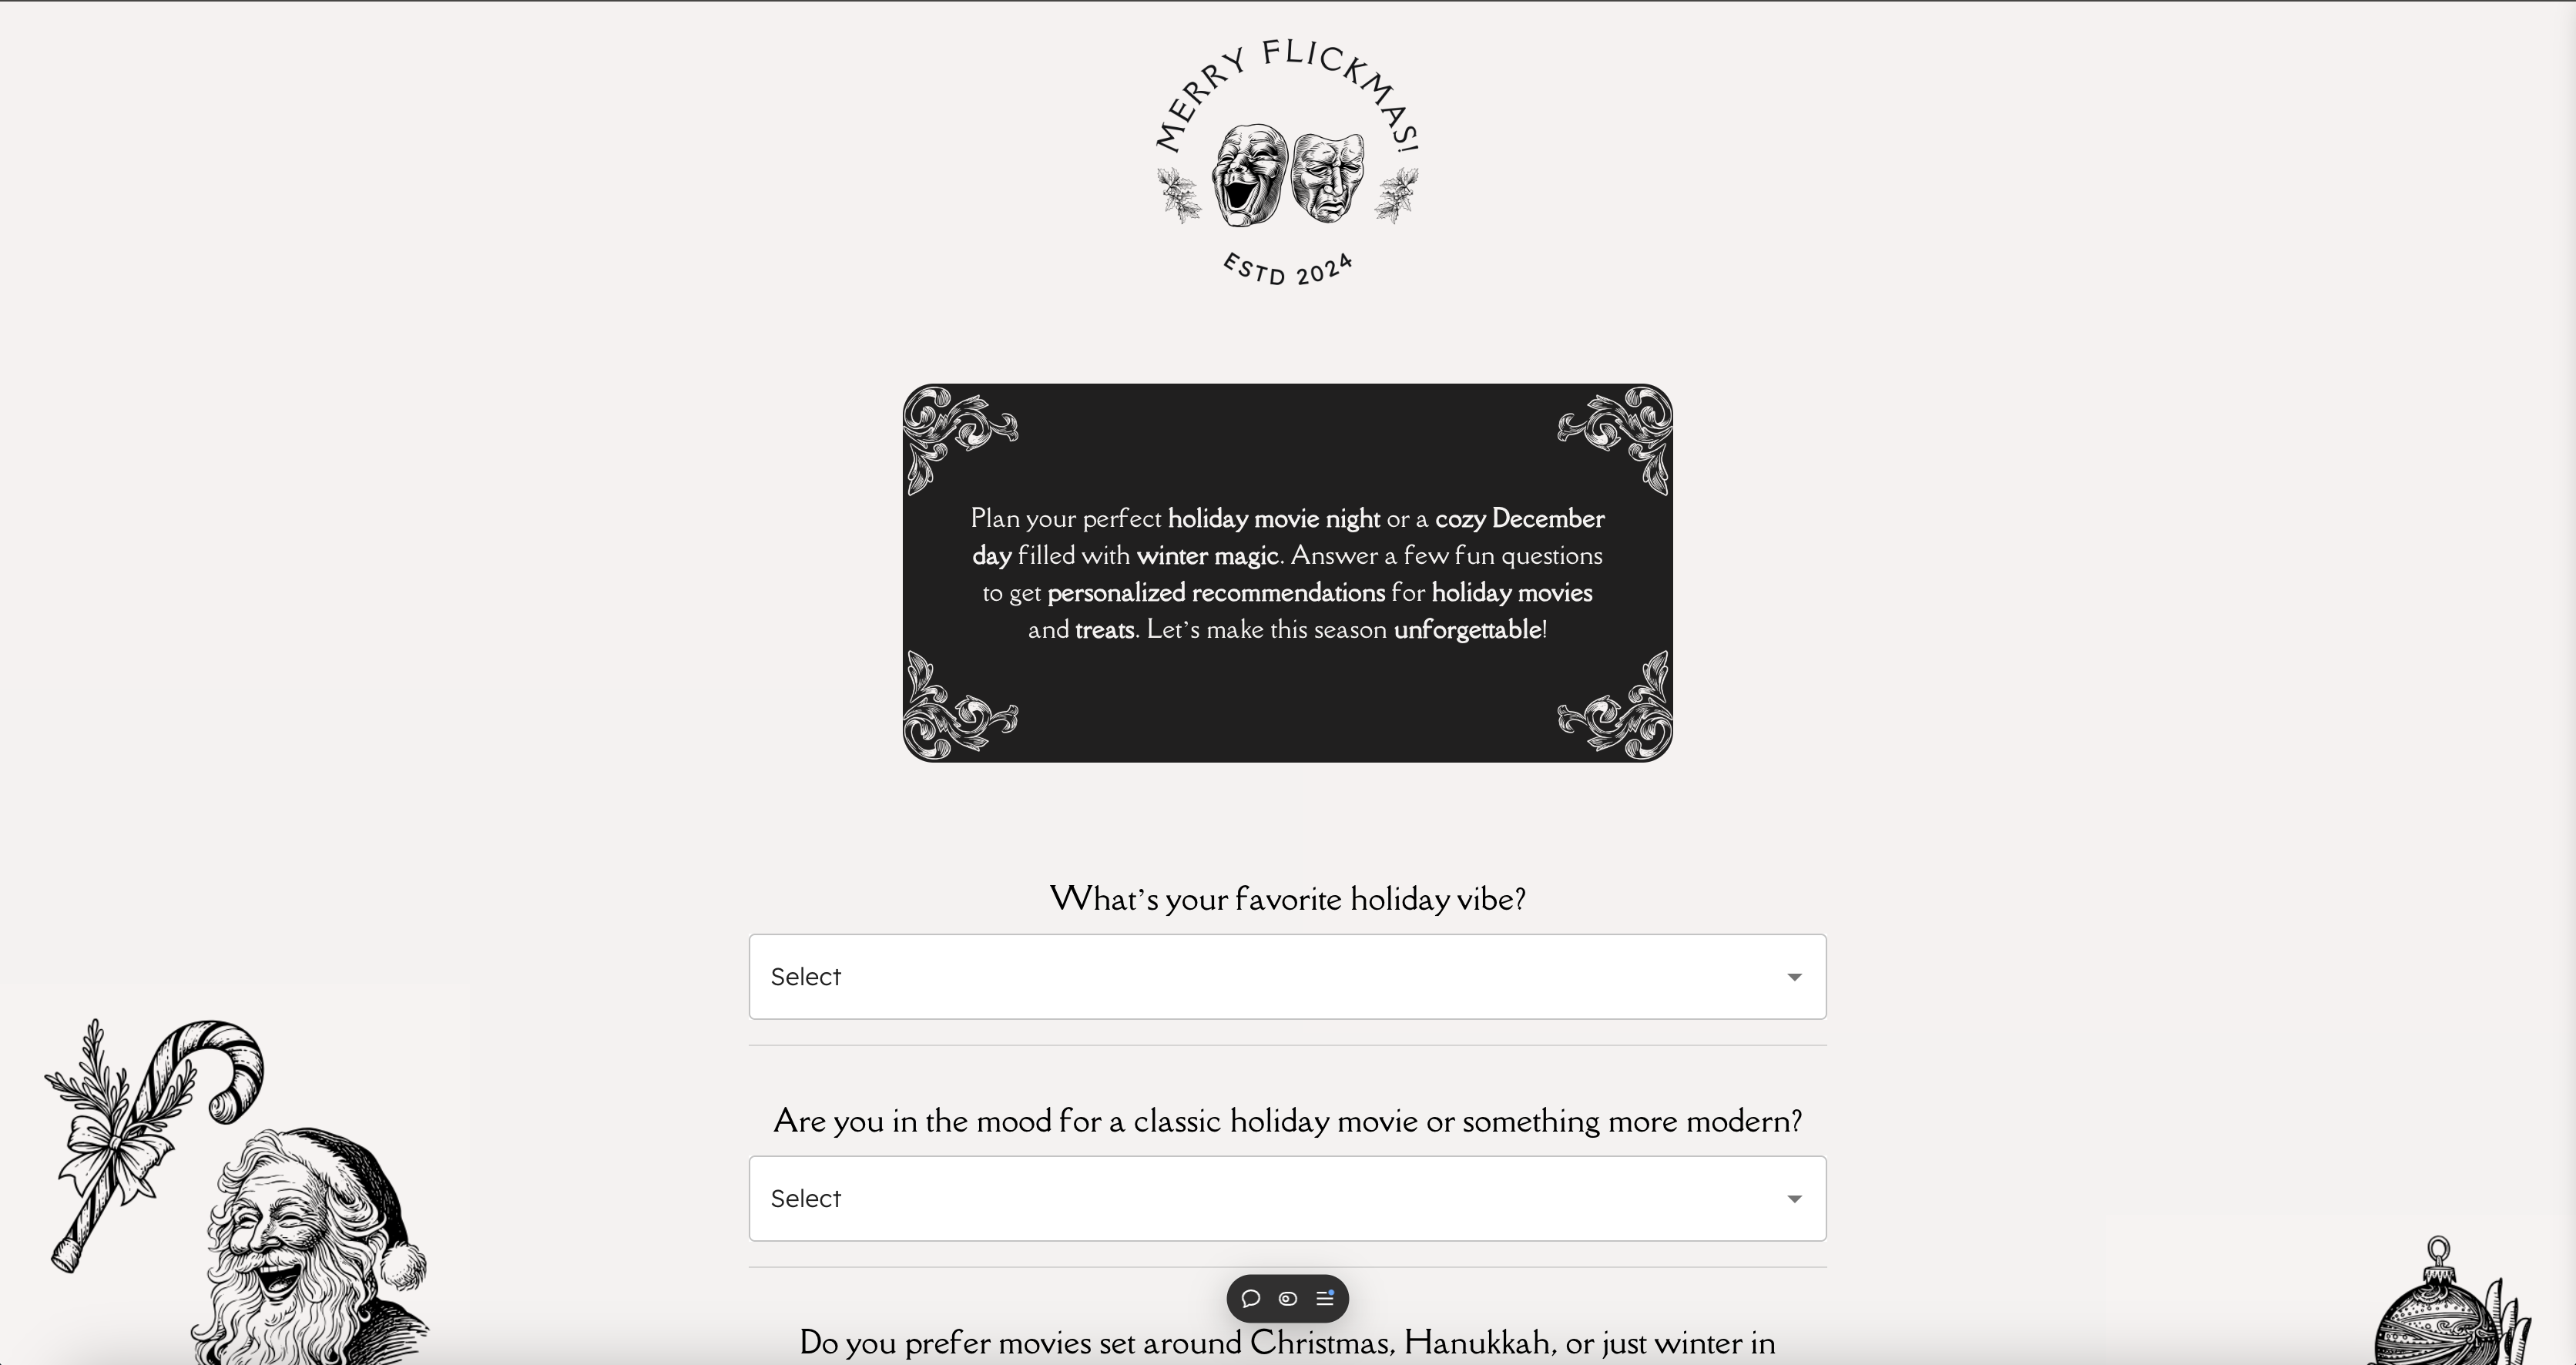 MERRY FLICKMAS!
ESTD 2024
Plan your perfect holiday movie night or a cozy December
day filled with winter magic. Answer a few fun questions
to get personalized recommendations for holiday movies
and treats. Let’s make this season unforgettable!
What’s your favorite holiday vibe?
Select
Are you in the mood for a classic holiday movie or something more modern?
Select
Do you prefer movies set around Christmas, Hanukkah, or just winter in